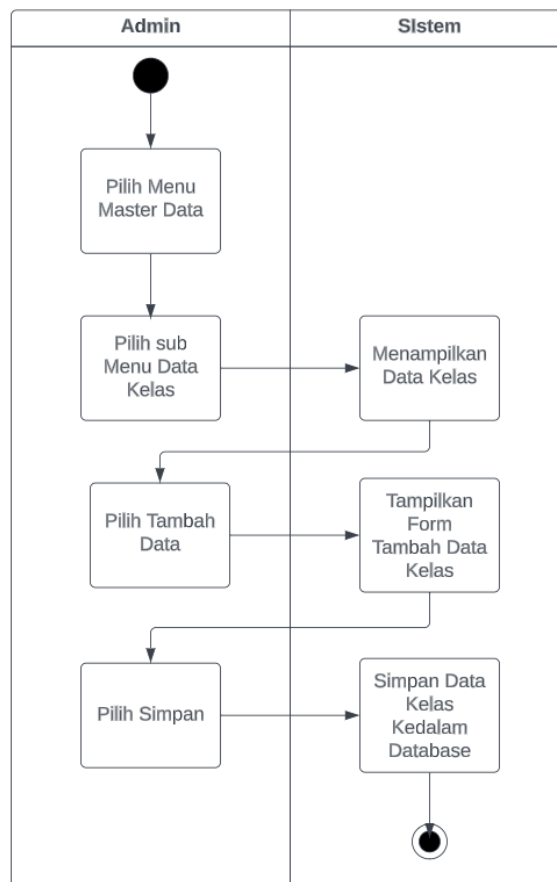 Admin
SIstem
Pilih Menu
Master Data
Pilih sub
Menu Data
Kelas
Menampilkan
Data Kelas
Pilih Tambah
Data
Tampilkan
Form
Tambah Data
Kelas
Pilih Simpan
Simpan Data
Kelas
Kedalam
Database